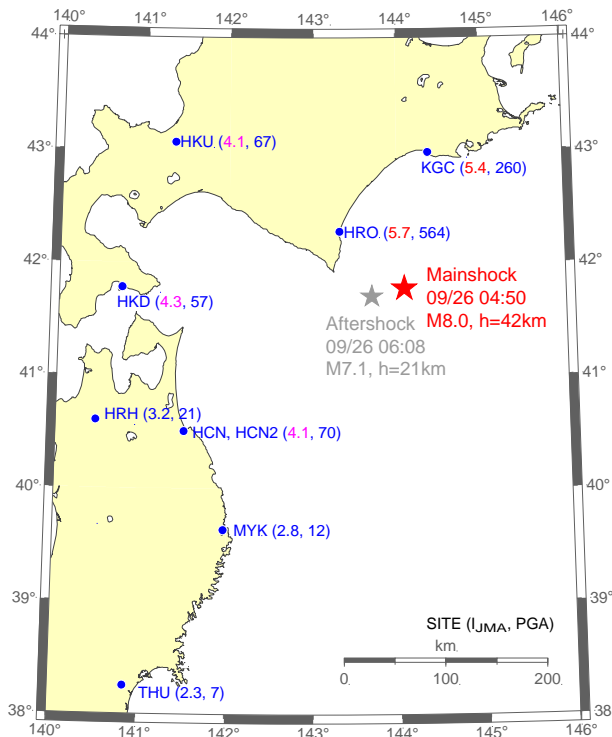 140° 141° 142° 143° 144° 145° 146°
44° 44°
HKU (4.1, 67)
43° 43°
KGC (5.4, 260)
HRO (5.7, 564)
42° 42°
Mainshock
09/26 04:50
M8.0, h=42km
HKD (4.3, 57)
Aftershock
09/26 06:08
M7.1, h=21km
41° 41°
HRH (3.2, 21)
HCN, HCN2 (4.1, 70)
40° 40°
MYK (2.8, 12)
39° 39°
SITE (IJMA, PGA)
km.
0. 100. 200.
THU (2.3, 7)
38° 38°
140° 141° 142° 143° 144° 145° 146°